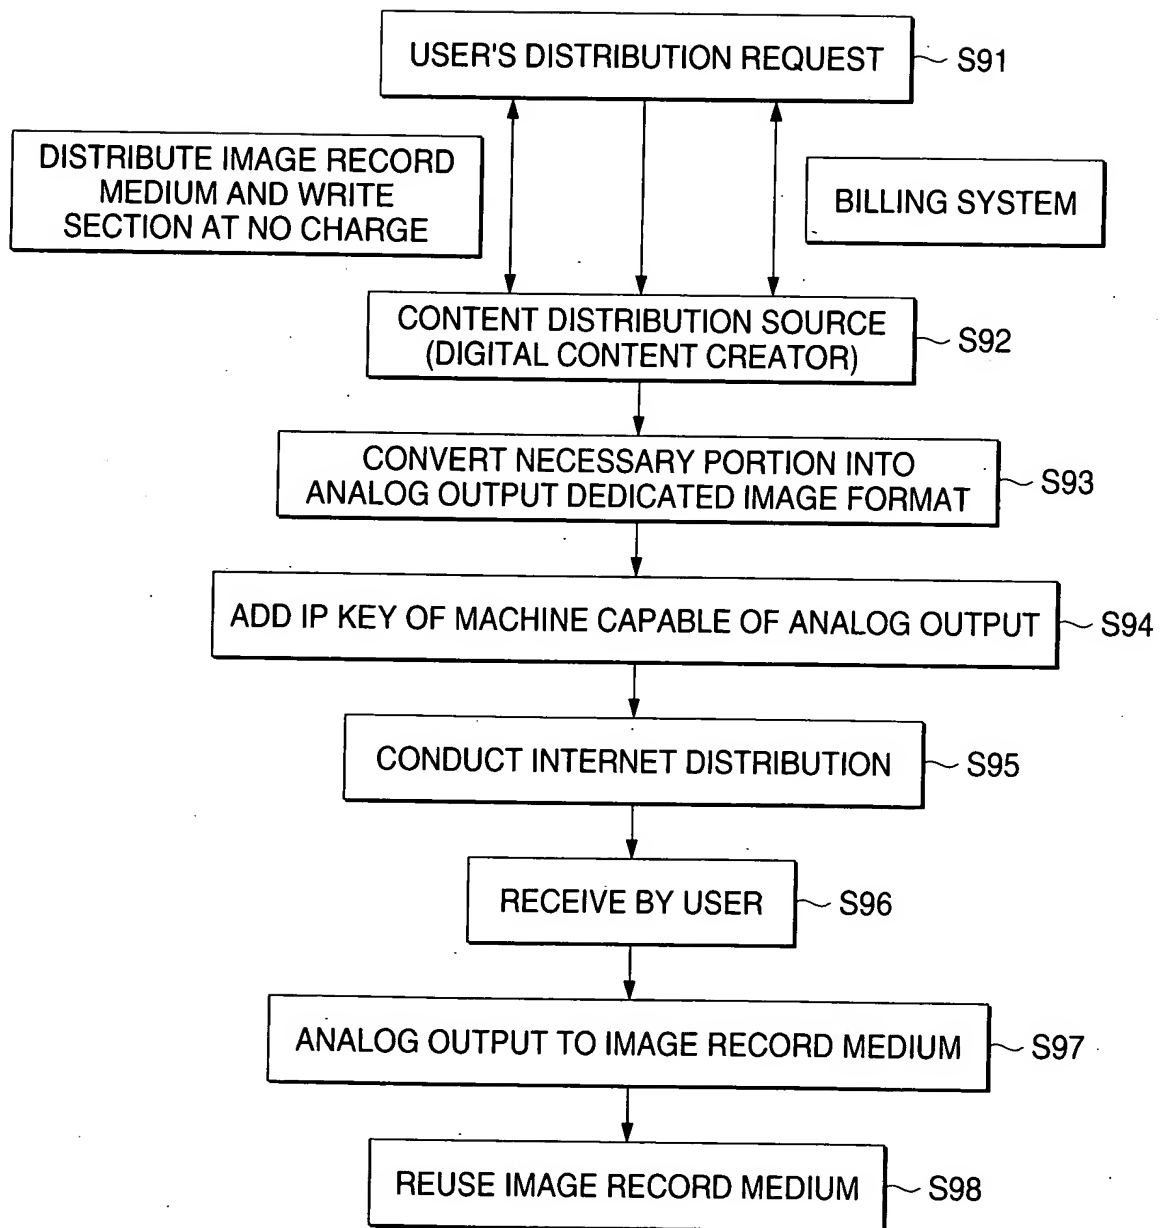 USER'S DISTRIBUTION REQUEST
S91
DISTRIBUTE IMAGE RECORD
MEDIUM AND WRITE
SECTION AT NO CHARGE
BILLING SYSTEM
CONTENT DISTRIBUTION SOURCE
(DIGITAL CONTENT CREATOR)
S92
CONVERT NECESSARY PORTION INTO
ANALOG OUTPUT DEDICATED IMAGE FORMAT
S93
ADD IP KEY OF MACHINE CAPABLE OF ANALOG OUTPUT
S94
CONDUCT INTERNET DISTRIBUTION
S95
RECEIVE BY USER
S96
ANALOG OUTPUT TO IMAGE RECORD MEDIUM
S97
REUSE IMAGE RECORD MEDIUM
S98